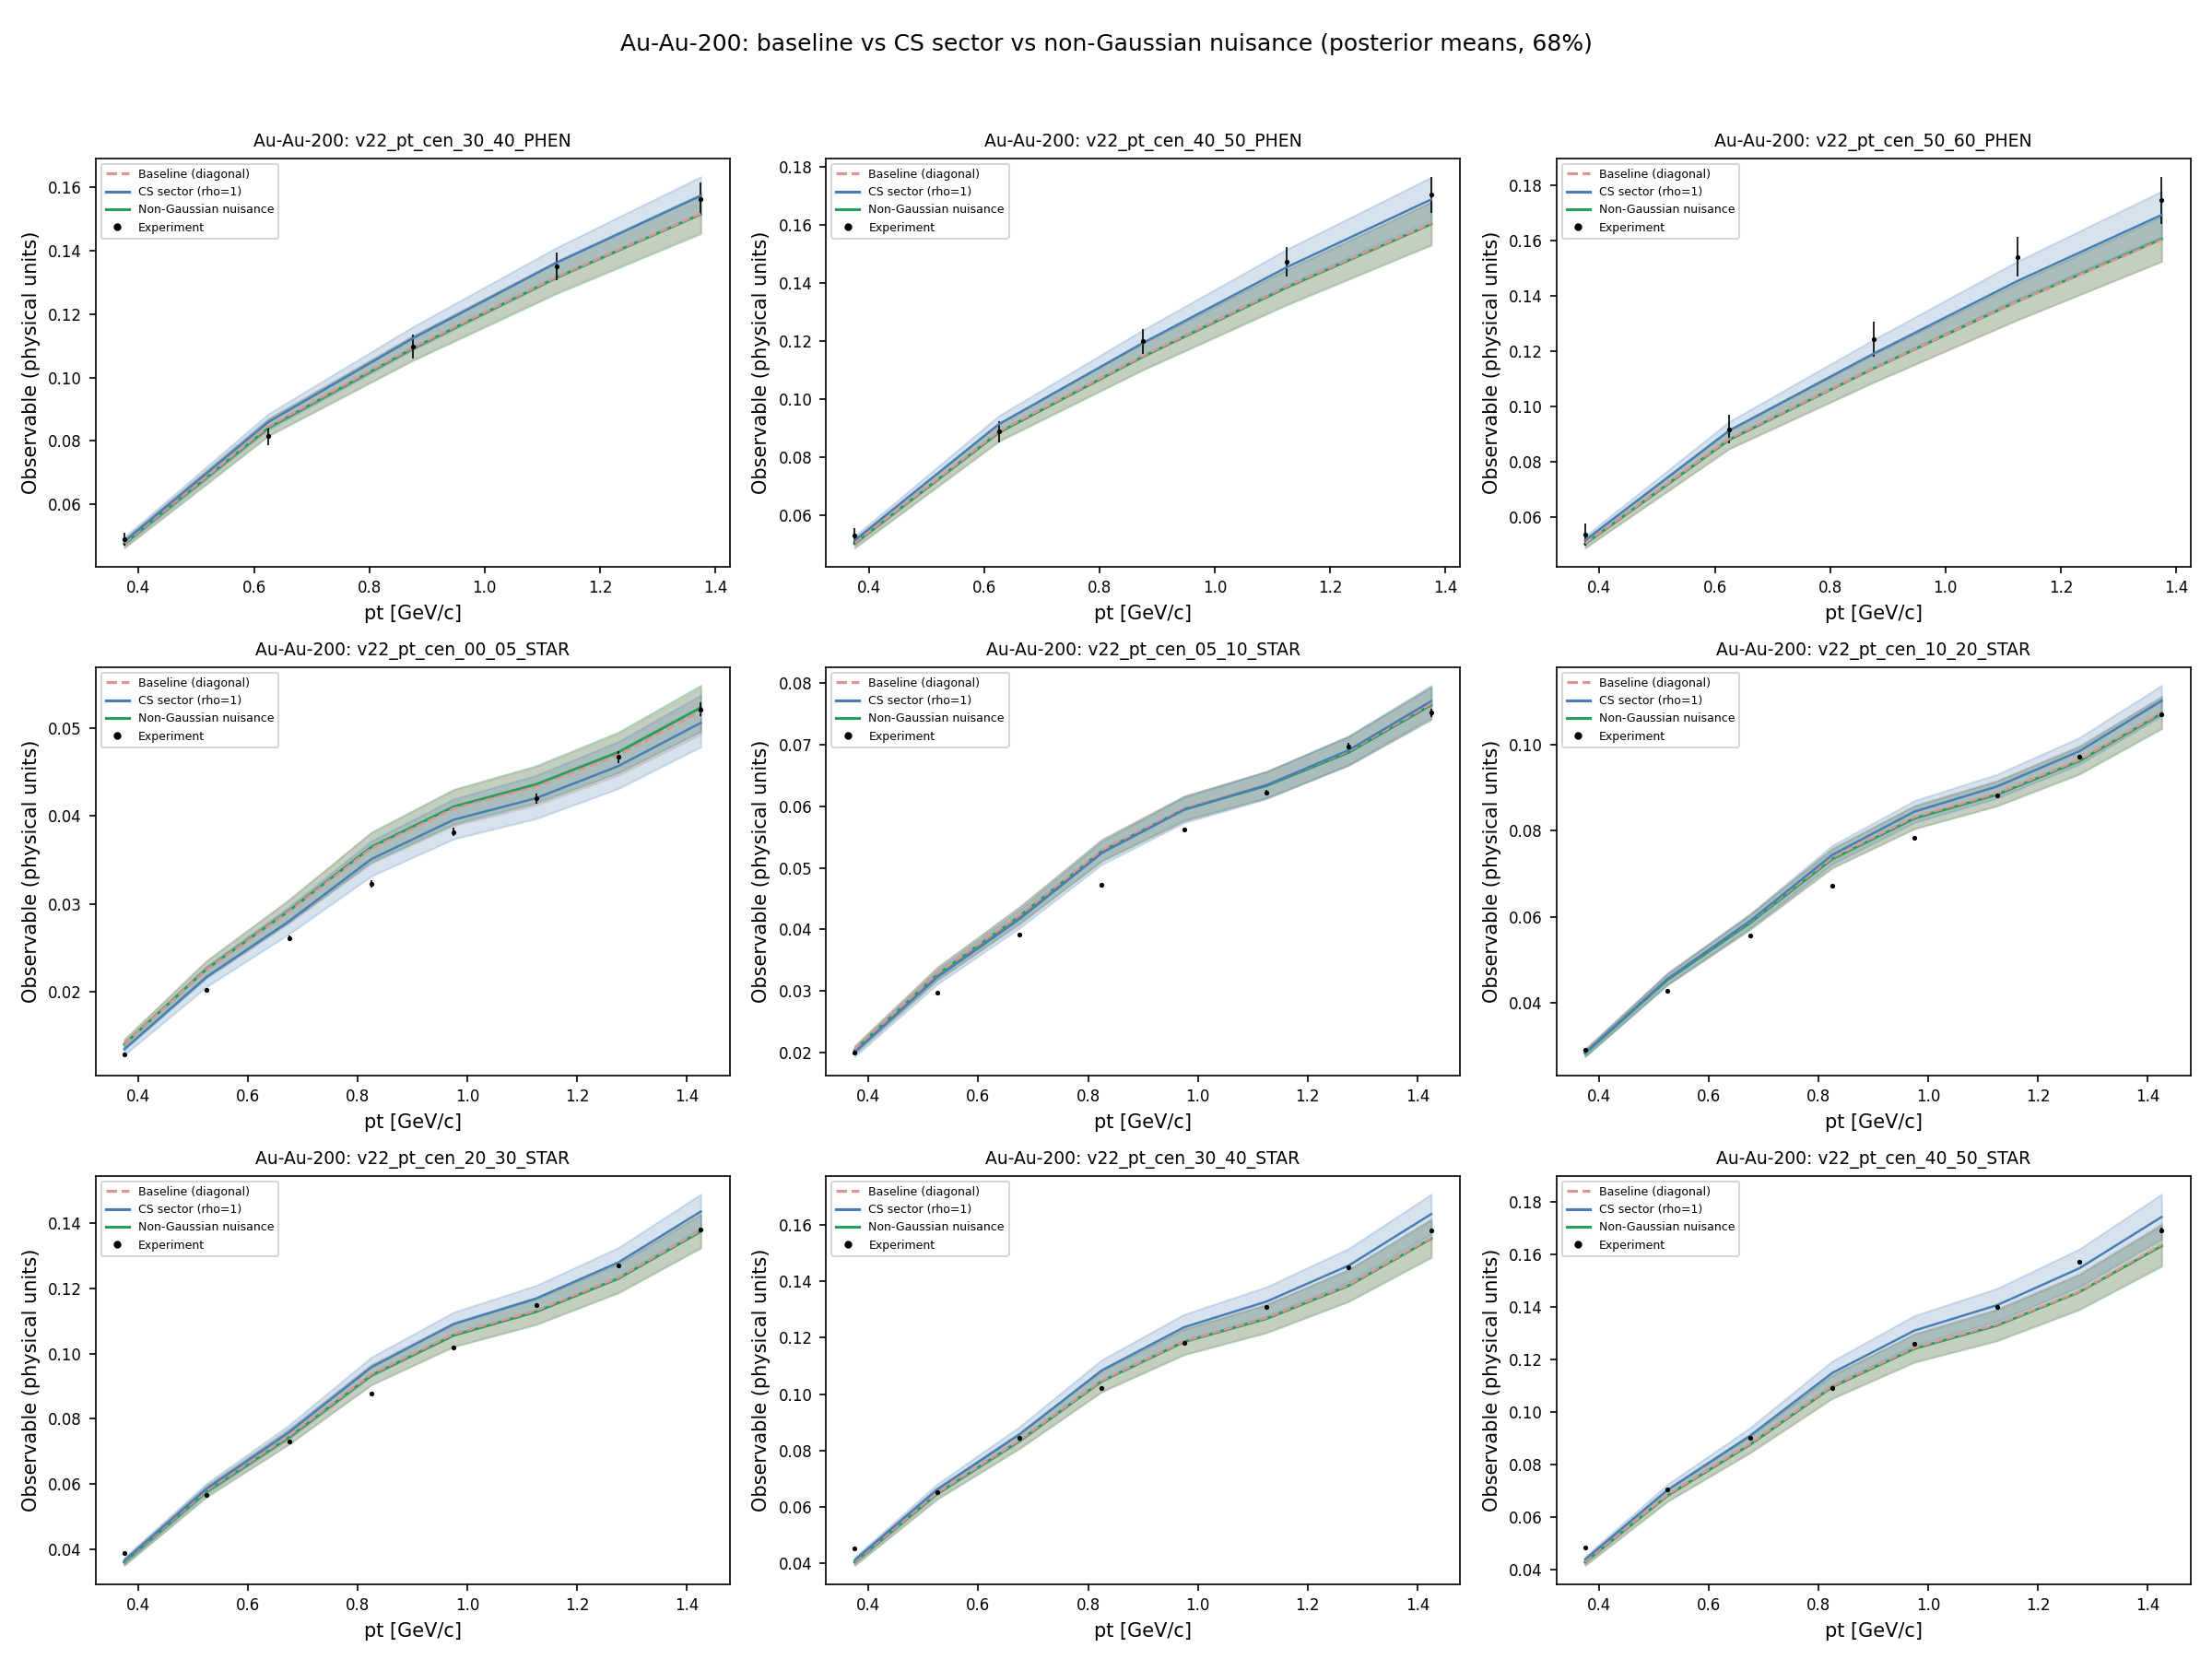 Au-Au-200: baseline vs CS sector vs non-Gaussian nuisance (posterior means, 68%)
Au-Au-200: v22_pt_cen_30_40_PHEN
Baseline (diagonal)
CS sector (rho=1)
Non-Gaussian nuisance
Experiment
Observable (physical units)
0.16
0.14
0.12
0.10
0.08
0.06
0.4 0.6 0.8 1.0 1.2 1.4
pt [GeV/c]
Au-Au-200: v22_pt_cen_40_50_PHEN
Baseline (diagonal)
CS sector (rho=1)
Non-Gaussian nuisance
Experiment
Observable (physical units)
0.18
0.16
0.14
0.12
0.10
0.08
0.06
0.4 0.6 0.8 1.0 1.2 1.4
pt [GeV/c]
Au-Au-200: v22_pt_cen_50_60_PHEN
Baseline (diagonal)
CS sector (rho=1)
Non-Gaussian nuisance
Experiment
Observable (physical units)
0.18
0.16
0.14
0.12
0.10
0.08
0.06
0.4 0.6 0.8 1.0 1.2 1.4
pt [GeV/c]
Au-Au-200: v22_pt_cen_00_05_STAR
Baseline (diagonal)
CS sector (rho=1)
Non-Gaussian nuisance
Experiment
Observable (physical units)
0.05
0.04
0.03
0.02
0.4 0.6 0.8 1.0 1.2 1.4
pt [GeV/c]
Au-Au-200: v22_pt_cen_05_10_STAR
Baseline (diagonal)
CS sector (rho=1)
Non-Gaussian nuisance
Experiment
Observable (physical units)
0.08
0.07
0.06
0.05
0.04
0.03
0.02
0.4 0.6 0.8 1.0 1.2 1.4
pt [GeV/c]
Au-Au-200: v22_pt_cen_10_20_STAR
Baseline (diagonal)
CS sector (rho=1)
Non-Gaussian nuisance
Experiment
Observable (physical units)
0.10
0.08
0.06
0.04
0.4 0.6 0.8 1.0 1.2 1.4
pt [GeV/c]
Au-Au-200: v22_pt_cen_20_30_STAR
Baseline (diagonal)
CS sector (rho=1)
Non-Gaussian nuisance
Experiment
Observable (physical units)
0.14
0.12
0.10
0.08
0.06
0.04
0.4 0.6 0.8 1.0 1.2 1.4
pt [GeV/c]
Au-Au-200: v22_pt_cen_30_40_STAR
Baseline (diagonal)
CS sector (rho=1)
Non-Gaussian nuisance
Experiment
Observable (physical units)
0.16
0.14
0.12
0.10
0.08
0.06
0.04
0.4 0.6 0.8 1.0 1.2 1.4
pt [GeV/c]
Au-Au-200: v22_pt_cen_40_50_STAR
Baseline (diagonal)
CS sector (rho=1)
Non-Gaussian nuisance
Experiment
Observable (physical units)
0.18
0.16
0.14
0.12
0.10
0.08
0.06
0.04
0.4 0.6 0.8 1.0 1.2 1.4
pt [GeV/c]